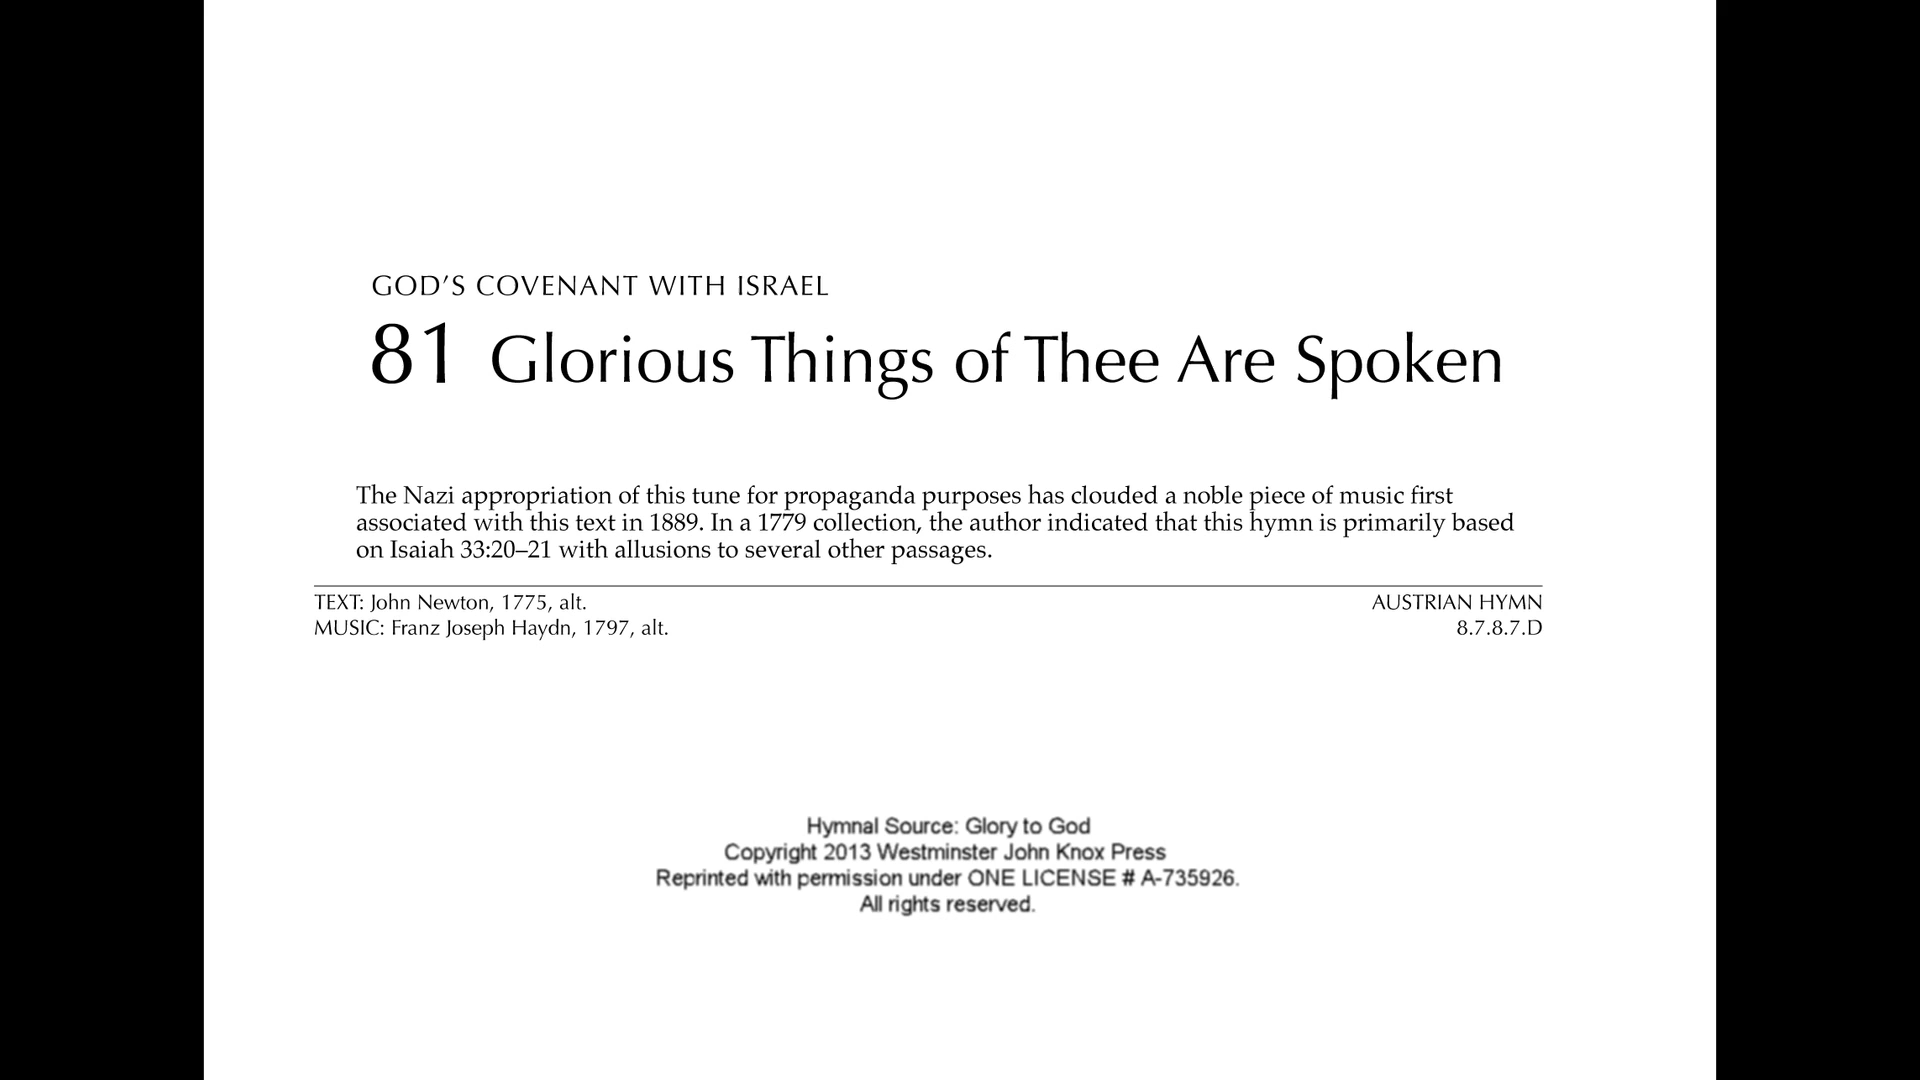 GOD’S COVENANT WITH ISRAEL
81 Glorious Things of Thee Are Spoken
The Nazi appropriation of this tune for propaganda purposes has clouded a noble piece of music first
associated with this text in 1889. In a 1779 collection, the author indicated that this hymn is primarily based
on Isaiah 33:20–21 with allusions to several other passages.
TEXT: John Newton, 1775, alt.
MUSIC: Franz Joseph Haydn, 1797, alt.
AUSTRIAN HYMN
8.7.8.7.D
Hymnal Source: Glory to God
Copyright 2013 Westminster John Knox Press
Reprinted with permission under ONE LICENSE # A-735926.
All rights reserved.